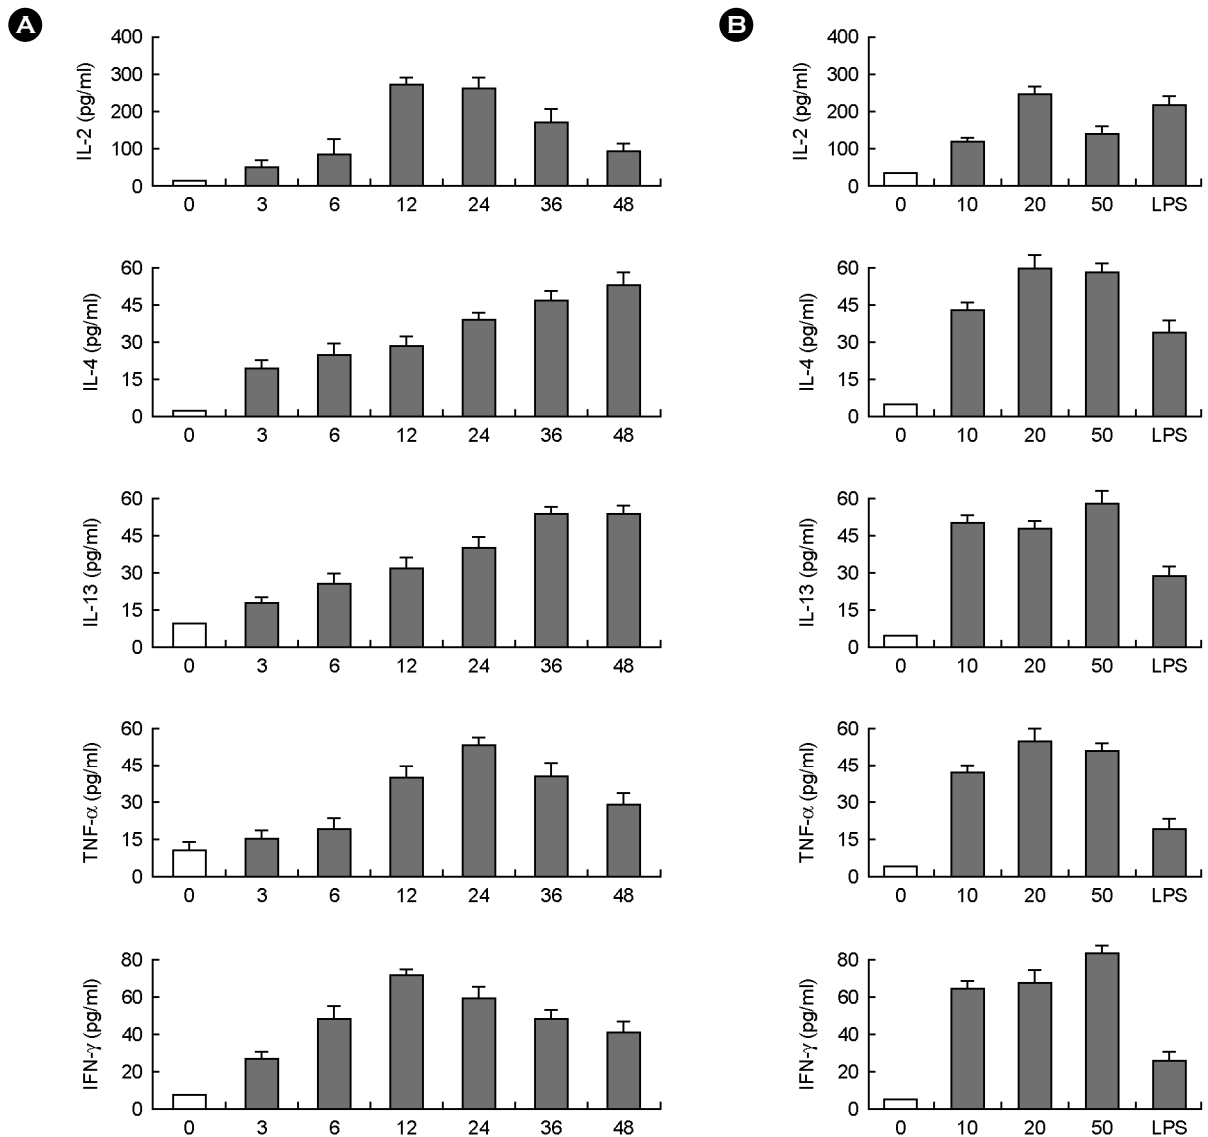 A
IL-2 (pg/ml)
400
300
200
100
0
0 3 6 12 24 36 48
IL-4 (pg/ml)
60
45
30
15
0
0 3 6 12 24 36 48
IL-13 (pg/ml)
60
45
30
15
0
0 3 6 12 24 36 48
TNF-α (pg/ml)
60
45
30
15
0
0 3 6 12 24 36 48
IFN-γ (pg/ml)
80
60
40
20
0
0 3 6 12 24 36 48
B
IL-2 (pg/ml)
400
300
200
100
0
0 10 20 50 LPS
IL-4 (pg/ml)
60
45
30
15
0
0 10 20 50 LPS
IL-13 (pg/ml)
60
45
30
15
0
0 10 20 50 LPS
TNF-α (pg/ml)
60
45
30
15
0
0 10 20 50 LPS
IFN-γ (pg/ml)
80
60
40
20
0
0 10 20 50 LPS